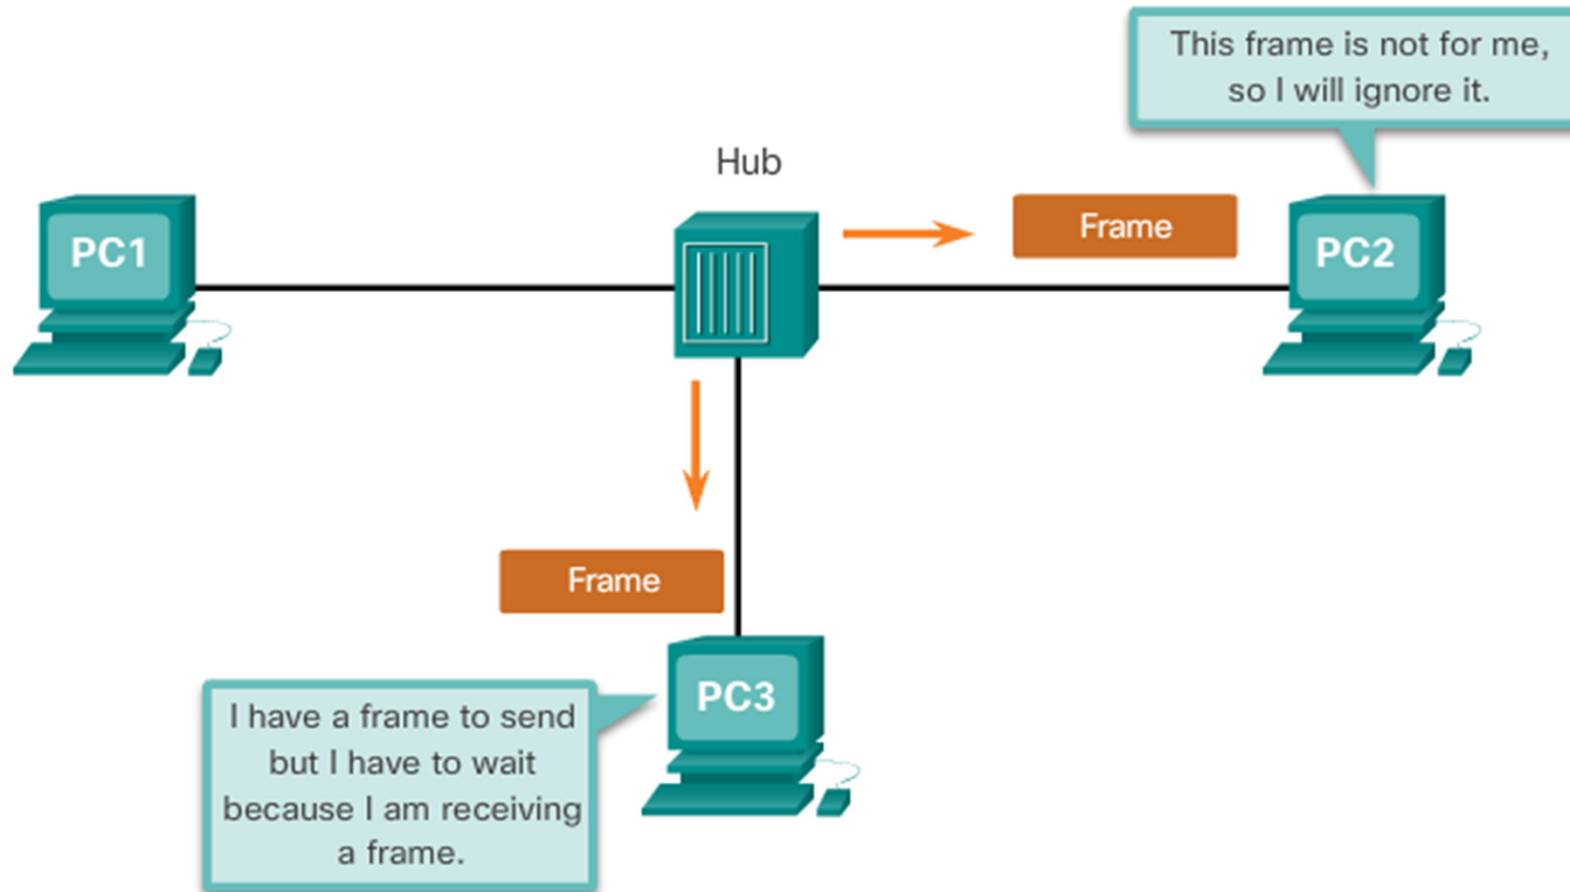 This frame is not for me,
so I will ignore it.
Hub
PC1
Frame
PC2
Frame
PC3
I have a frame to send
but I have to wait
because I am receiving
a frame.